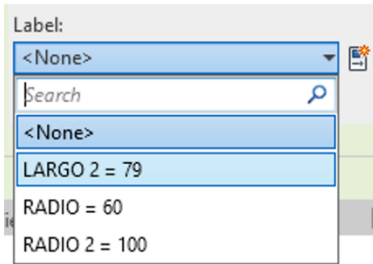 Label:
<None>
Search
<None>
LARGO 2 = 79
RADIO = 60
RADIO 2 = 100